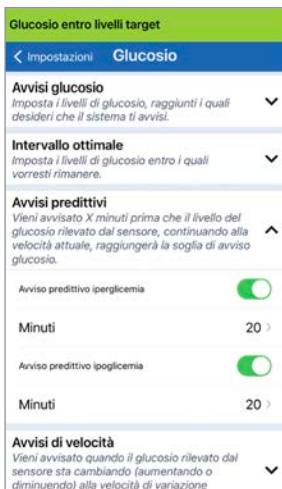 Glucosio entro livelli target
Impostazioni Glucosio
Avvisi glucosio
Imposta i livelli di glucosio, raggiunti i quali
desideri che il sistema ti avvisi.
Intervallo ottimale
Imposta i livelli di glucosio entro i quali
vorresti rimanere.
Avvisi predittivi
Vieni avvisato X minuti prima che il livello del
glucosio rilevato dal sensore, continuando alla
velocità attuale, raggiungerà la soglia di avviso
glucosio.
Avviso predittivo iperglicemia
Minuti 20
Avviso predittivo ipoglicemia
Minuti 20
Avvisi di velocità
Vieni avvisato quando il glucosio rilevato dal
sensore sta cambiando (aumentando o
diminuendo) alla velocità di variazione